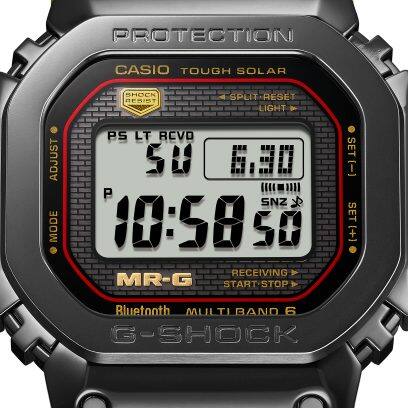 PROTECTION
CASIO TOUGH SOLAR
SHOCK RESIST
◄ SPLIT·RESET
LIGHT ►
ADJUST
SET [−]
PS LT RCVD
SU 6.30
SNZ
P 10:58 50
MODE
SET [+]
MR-G
RECEIVING ►
START·STOP ►
Bluetooth MULTI BAND 6
G-SHOCK